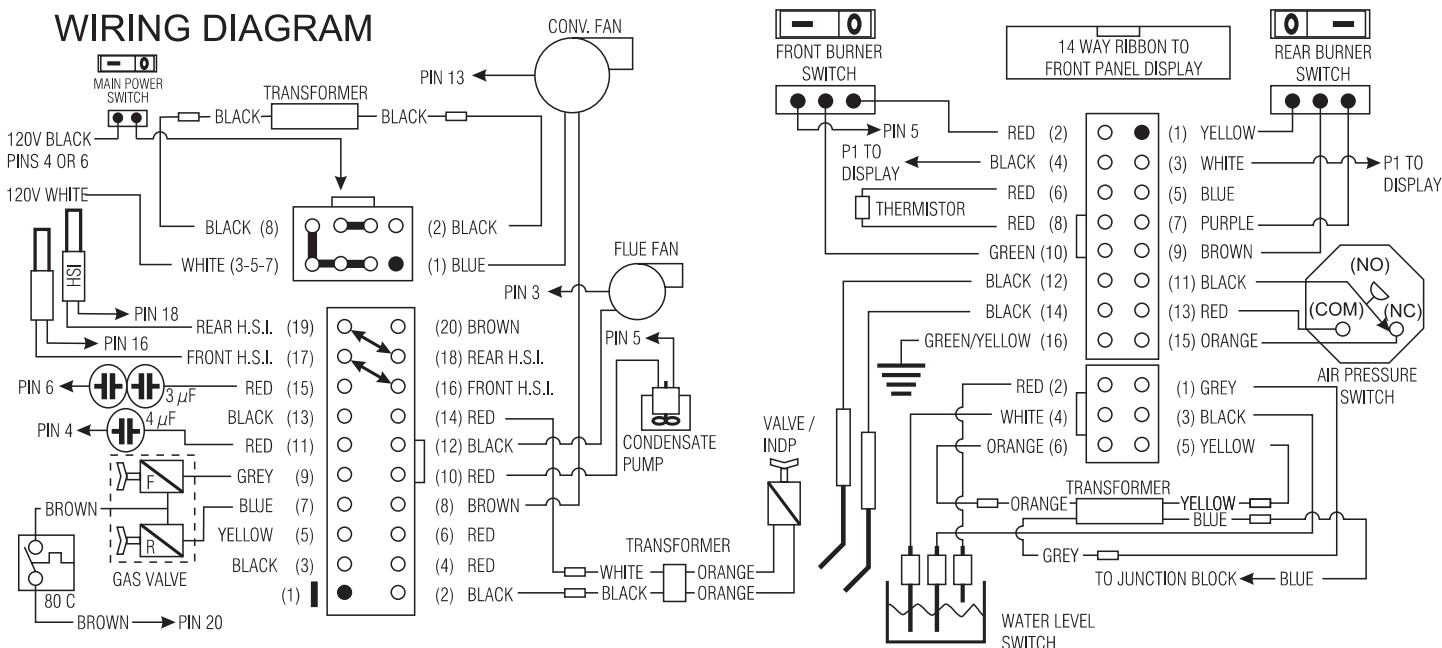 WIRING DIAGRAM
MAIN POWER
SWITCH
120V BLACK
PINS 4 OR 6
120V WHITE
BLACK
TRANSFORMER
BLACK
CONV. FAN
PIN 13
BLACK (8)
(2) BLACK
WHITE (3-5-7)
(1) BLUE
HSI
FLUE FAN
PIN 3
PIN 18
PIN 16
REAR H.S.I. (19)
(20) BROWN
FRONT H.S.I. (17)
(18) REAR H.S.I.
RED (15)
(16) FRONT H.S.I.
BLACK (13)
(14) RED
RED (11)
(12) BLACK
GREY (9)
(10) RED
BLUE (7)
(8) BROWN
YELLOW (5)
(6) RED
BLACK (3)
(4) RED
(1)
(2) BLACK
PIN 6
3 µF
PIN 4
4 µF
F
R
GAS VALVE
BROWN
80 C
BROWN
PIN 20
PIN 5
CONDENSATE
PUMP
TRANSFORMER
WHITE
ORANGE
BLACK
ORANGE
VALVE /
INDP
FRONT BURNER
SWITCH
14 WAY RIBBON TO
FRONT PANEL DISPLAY
REAR BURNER
SWITCH
PIN 5
P1 TO
DISPLAY
THERMISTOR
RED (2)
(1) YELLOW
BLACK (4)
(3) WHITE
P1 TO
DISPLAY
RED (6)
(5) BLUE
RED (8)
(7) PURPLE
GREEN (10)
(9) BROWN
BLACK (12)
(11) BLACK
BLACK (14)
(13) RED
GREEN/YELLOW (16)
(15) ORANGE
(NO)
(COM)
(NC)
AIR PRESSURE
SWITCH
RED (2)
(1) GREY
WHITE (4)
(3) BLACK
ORANGE (6)
(5) YELLOW
TRANSFORMER
ORANGE
YELLOW
BLUE
GREY
TO JUNCTION BLOCK
BLUE
WATER LEVEL
SWITCH